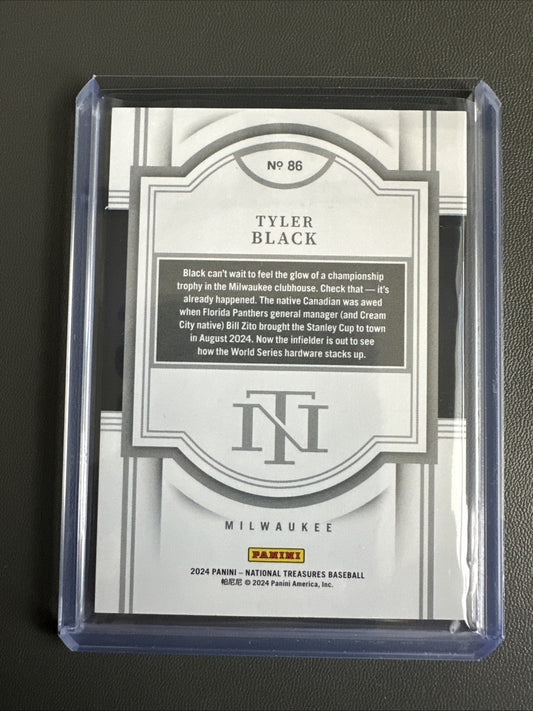 Nº 86
TYLER
BLACK
Black can't wait to feel the glow of a championship
trophy in the Milwaukee clubhouse. Check that — it's
already happened. The native Canadian was awed
when Florida Panthers general manager (and Cream
City native) Bill Zito brought the Stanley Cup to town
in August 2024. Now the infielder is out to see
how the World Series hardware stacks up.
NT
MILWAUKEE
PANINI
2024 PANINI – NATIONAL TREASURES BASEBALL
帕尼尼 © 2024 Panini America, Inc.